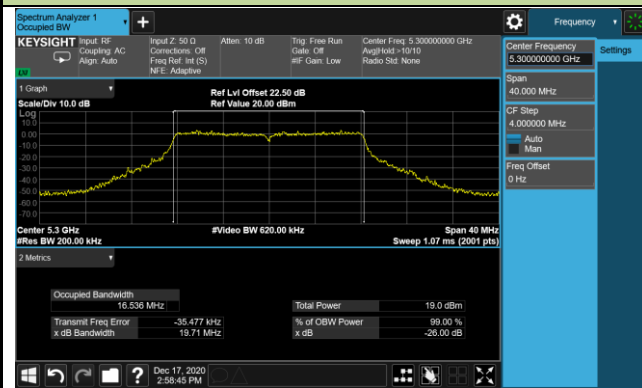 Spectrum Analyzer 1
Occupied BW
Frequency
KEYSIGHT
Input: RF
Coupling: AC
Align: Auto
Input Z: 50 Ω
Corrections: Off
Freq Ref: Int (S)
NFE: Adaptive
Atten: 10 dB
Trig: Free Run
Gate: Off
#IF Gain: Low
Center Freq: 5.300000000 GHz
Avg|Hold:>10/10
Radio Std: None
LXI
Center Frequency
5.300000000 GHz
Settings
Span
40.000 MHz
CF Step
4.000000 MHz
Auto
Man
Freq Offset
0 Hz
1 Graph
Scale/Div 10.0 dB
Ref Lvl Offset 22.50 dB
Ref Value 20.00 dBm
Log
10.0
0.00
-10.0
-20.0
-30.0
-40.0
-50.0
-60.0
-70.0
Center 5.3 GHz
#Video BW 620.00 kHz
Span 40 MHz
#Res BW 200.00 kHz
Sweep 1.07 ms (2001 pts)
2 Metrics
Occupied Bandwidth
16.536 MHz
Total Power 19.0 dBm
Transmit Freq Error -35.477 kHz
% of OBW Power 99.00 %
x dB Bandwidth 19.71 MHz
x dB -26.00 dB
?
Dec 17, 2020
2:58:45 PM